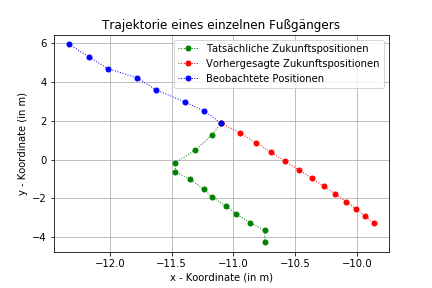 Trajektorie eines einzelnen Fußgängers
Tatsächliche Zukunftspositionen
Vorhergesagte Zukunftspositionen
Beobachtete Positionen
y - Koordinate (in m)
6
4
2
0
−2
−4
−12.0 −11.5 −11.0 −10.5 −10.0
x - Koordinate (in m)